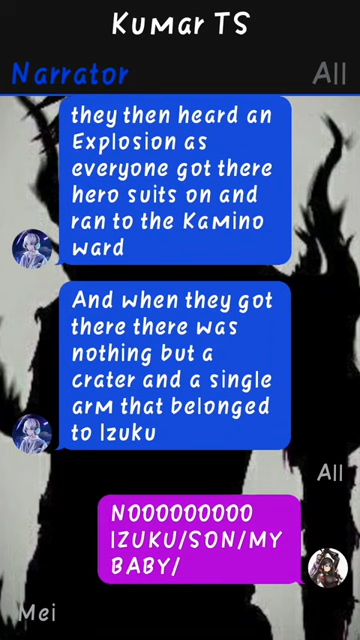 Kumar TS
Narrator All
they then heard an
Explosion as
everyone got there
hero suits on and
ran to the Kamino
ward
And when they got
there there was
nothing but a
crater and a single
arm that belonged
to Izuku
All
NOOOOOOOOO
IZUKU/SON/MY
BABY/
Mei